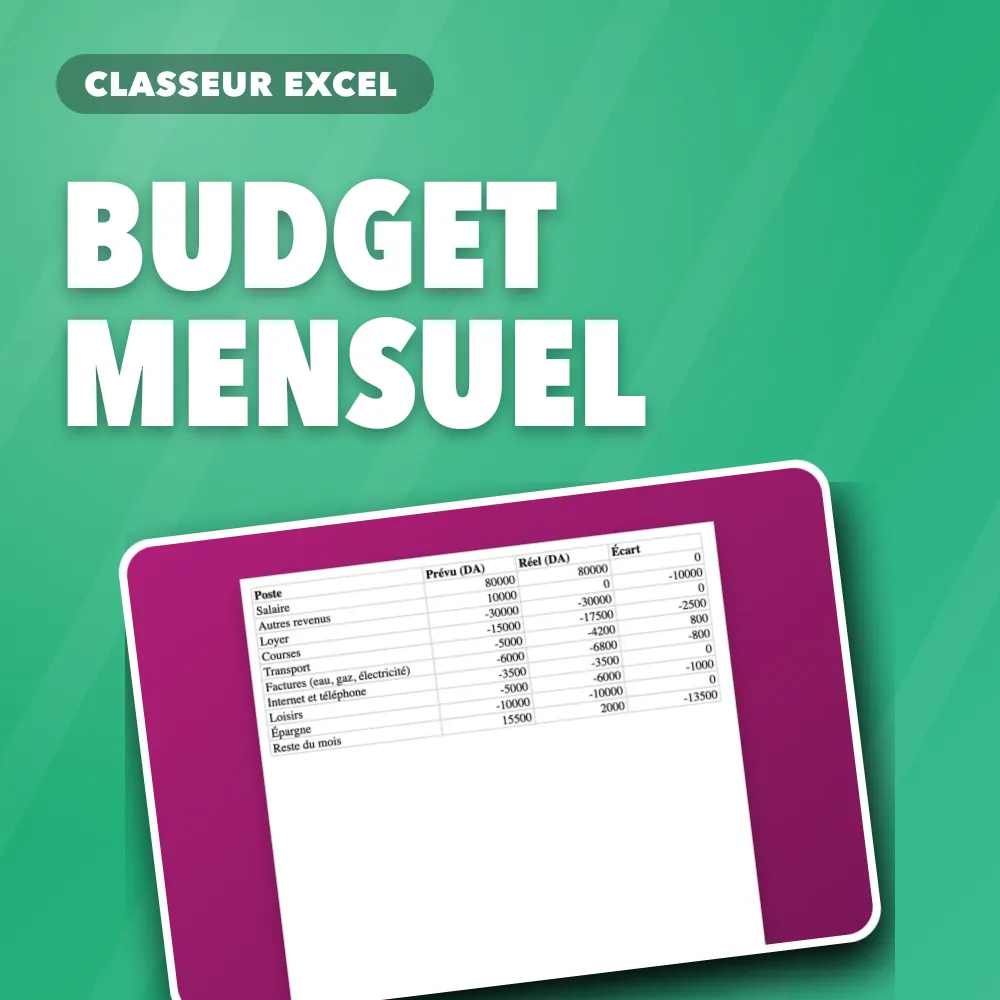 CLASSEUR EXCEL
BUDGET
MENSUEL
Poste Prévu (DA) Réel (DA) Écart
Salaire 80000 80000 0
Autres revenus 10000 0 -10000
Loyer -30000 -30000 0
Courses -15000 -17500 -2500
Transport -5000 -4200 800
Factures (eau, gaz, électricité) -6000 -6800 -800
Internet et téléphone -3500 -3500 0
Loisirs -5000 -6000 -1000
Épargne -10000 -10000 0
Reste du mois 15500 2000 -13500